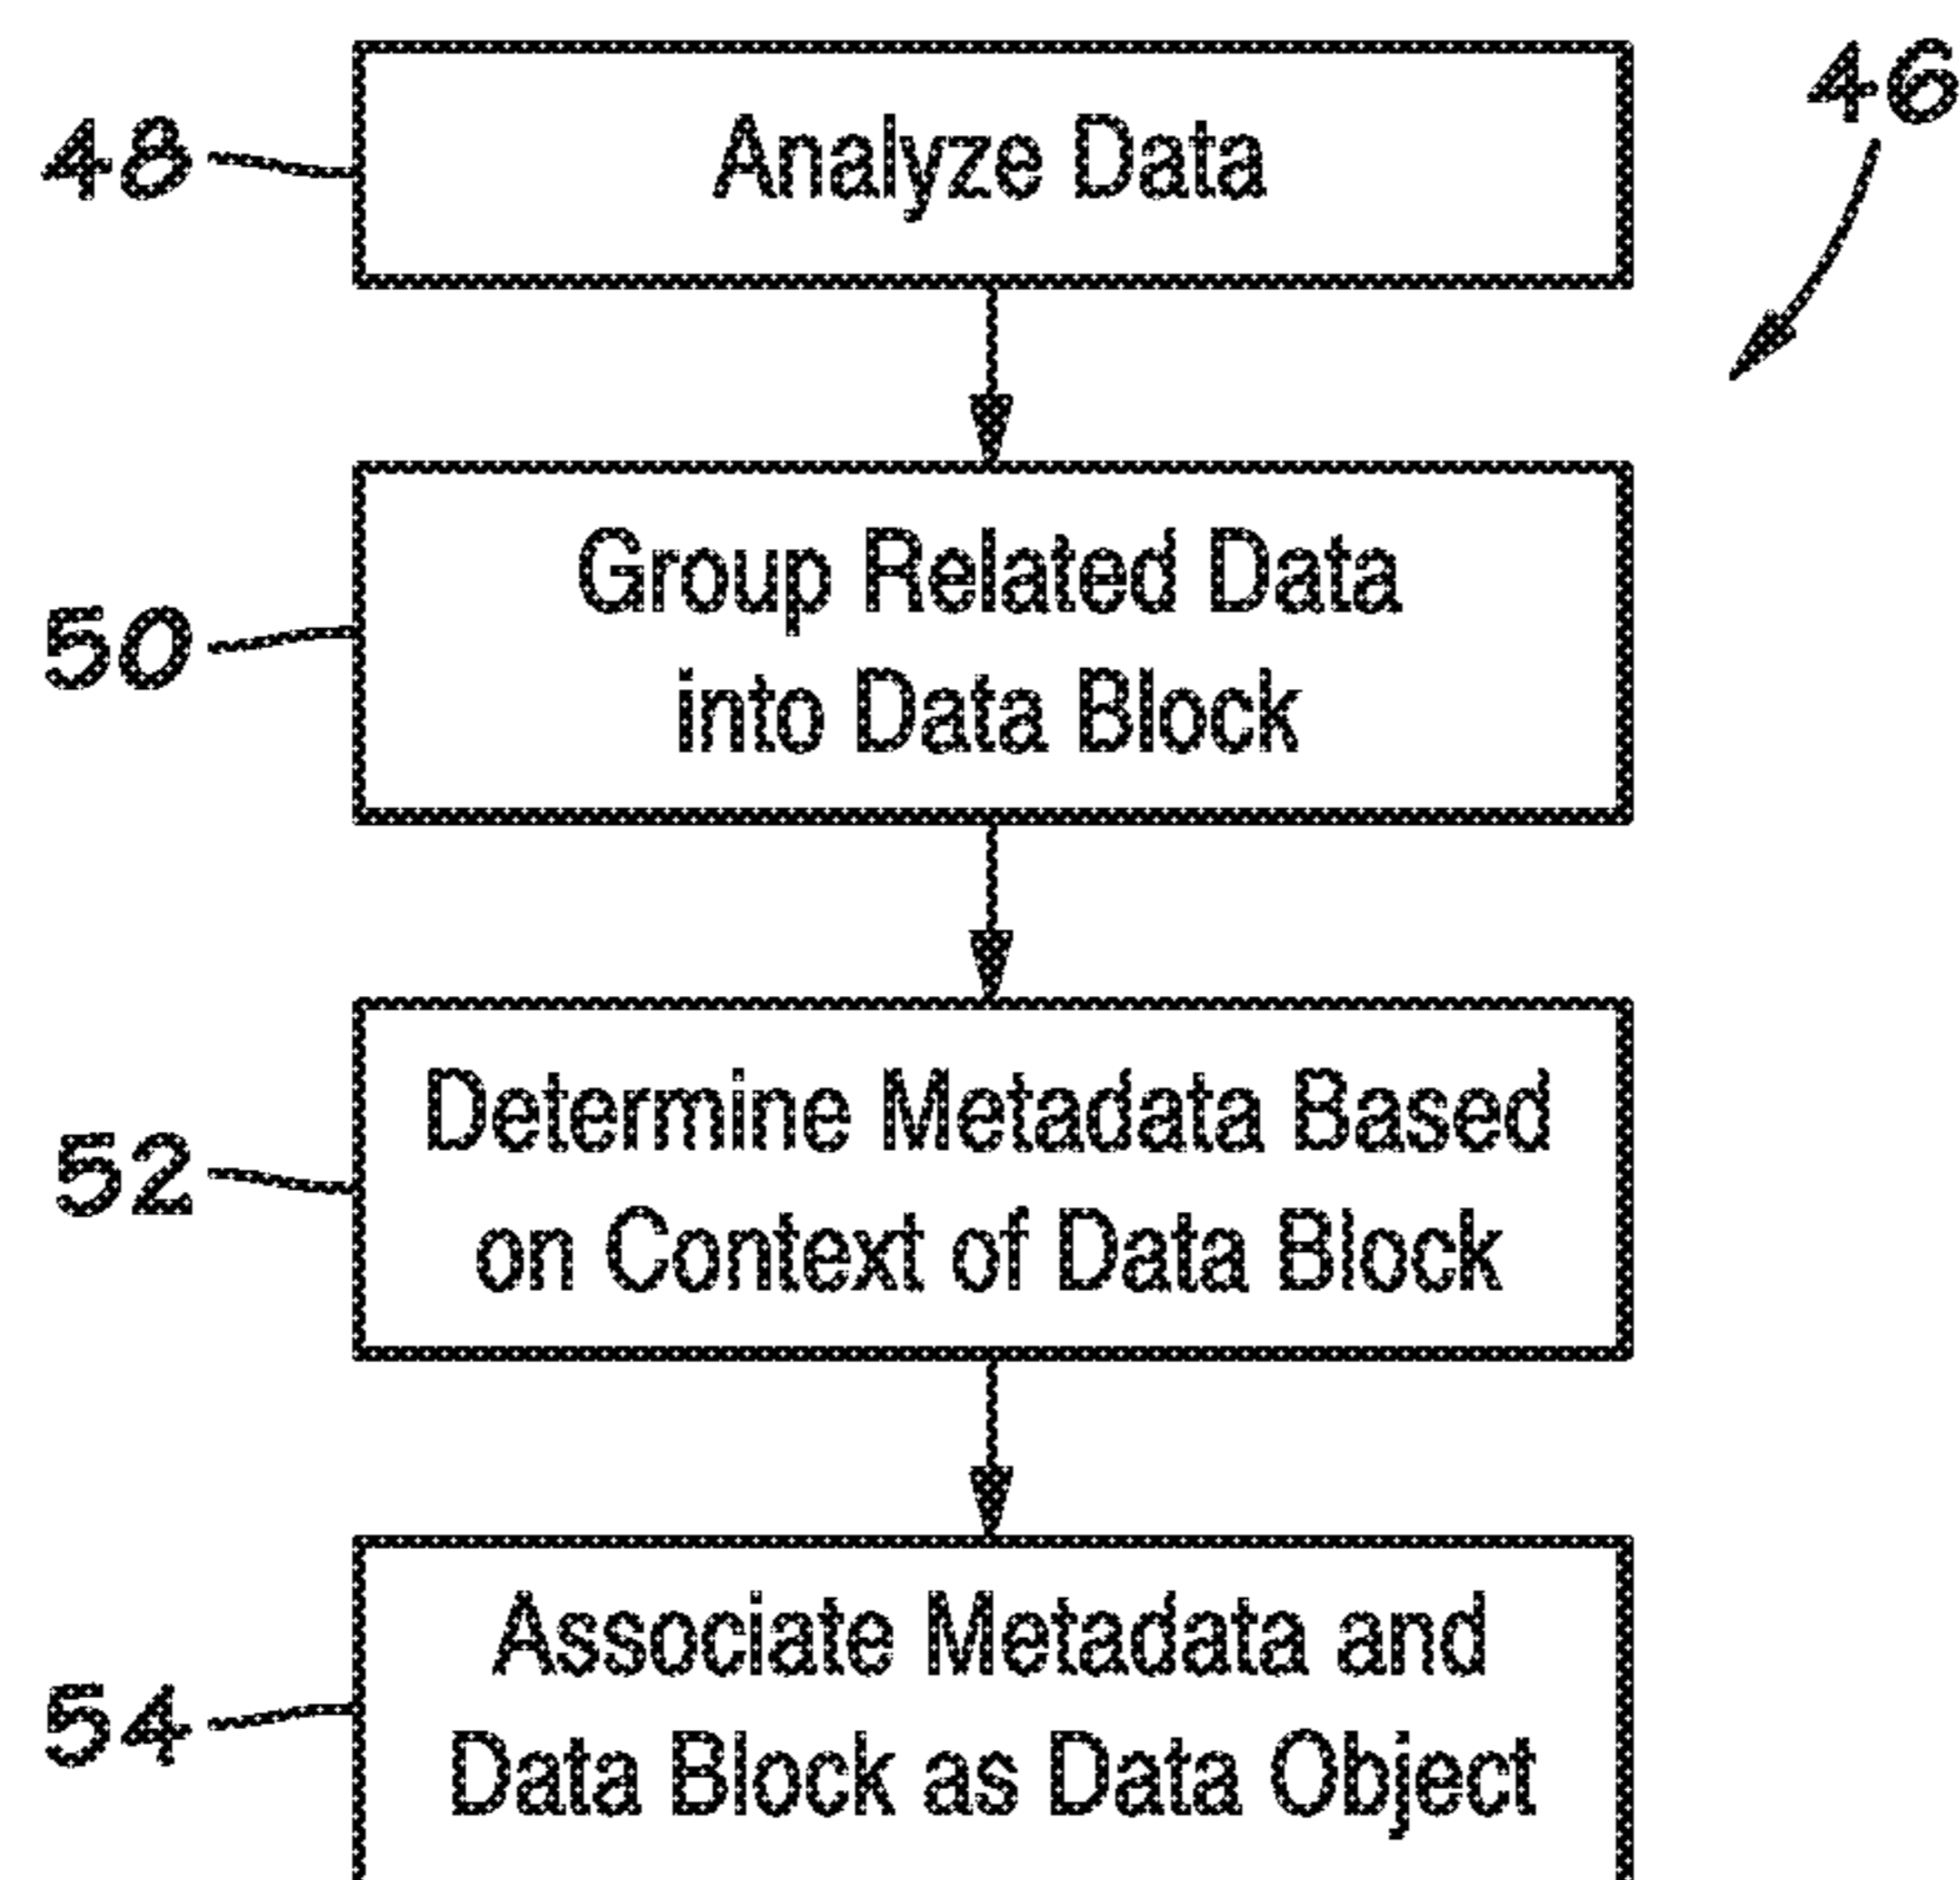 46
48
Analyze Data
50
Group Related Data
into Data Block
52
Determine Metadata Based
on Context of Data Block
54
Associate Metadata and
Data Block as Data Object